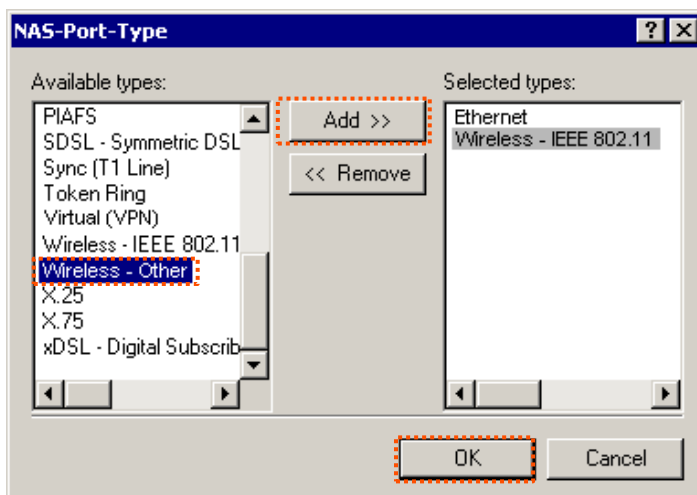 NAS-Port-Type
Available types:
PIAFS
SDSL - Symmetric DSL
Sync (T1 Line)
Token Ring
Virtual (VPN)
Wireless - IEEE 802.11
Wireless - Other
X.25
X.75
xDSL - Digital Subscrib
Add >>
<< Remove
Selected types:
Ethernet
Wireless - IEEE 802.11
OK
Cancel